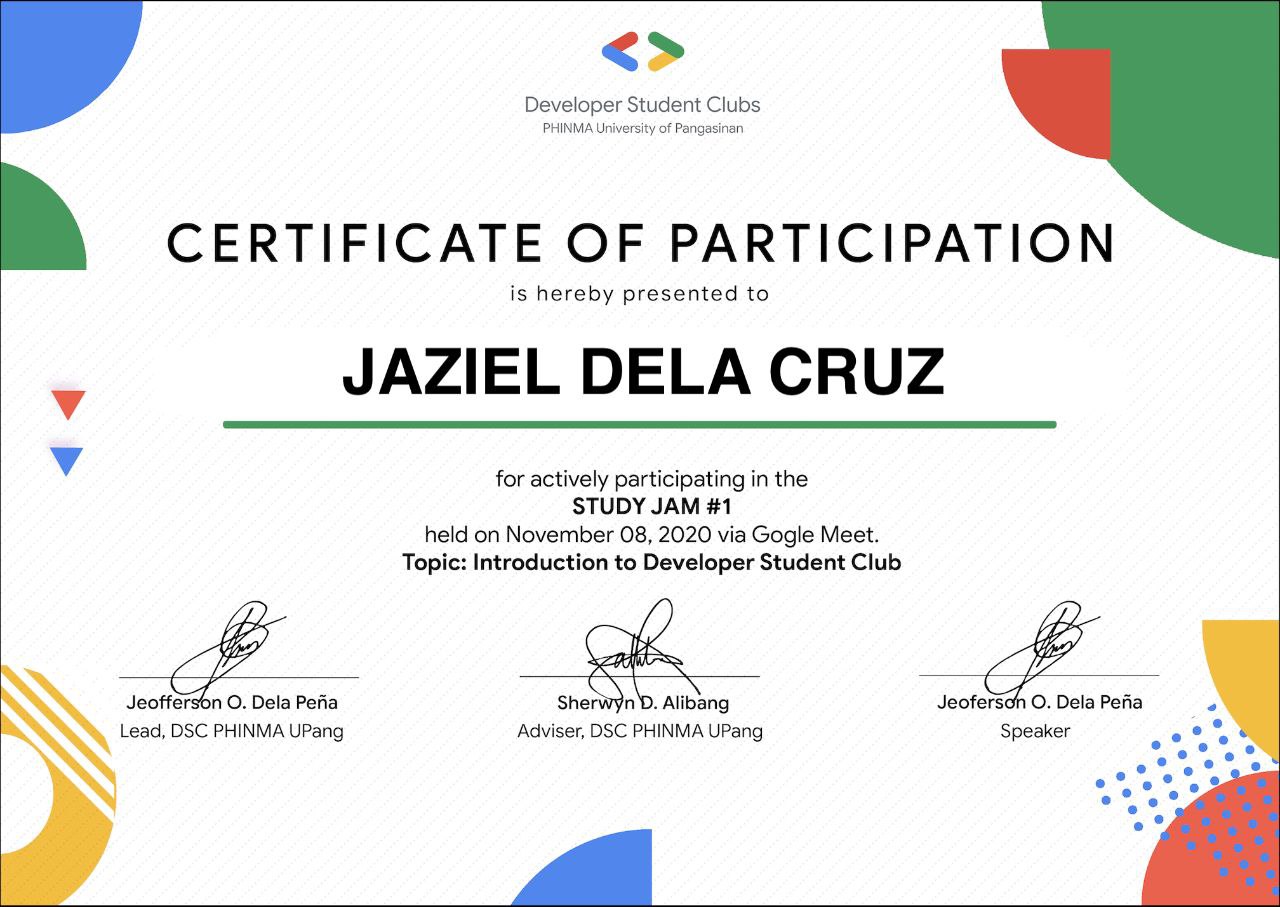 Developer Student Clubs
PHINMA University of Pangasinan
CERTIFICATE OF PARTICIPATION
is hereby presented to
JAZIEL DELA CRUZ
for actively participating in the
STUDY JAM #1
held on November 08, 2020 via Gogle Meet.
Topic: Introduction to Developer Student Club
Jeofferson O. Dela Peña
Lead, DSC PHINMA UPang
Sherwyn D. Alibang
Adviser, DSC PHINMA UPang
Jeoferson O. Dela Peña
Speaker